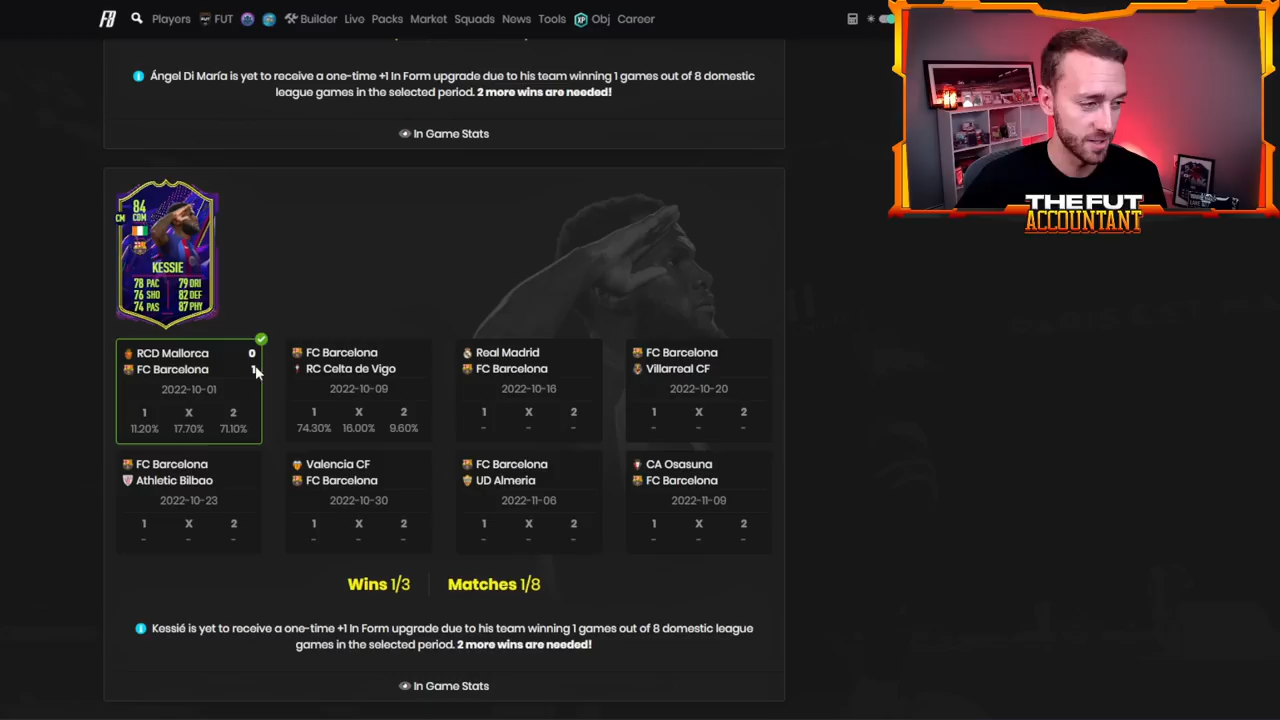 Players
FUT
Builder
Live
Packs
Market
Squads
News
Tools
Obj
Career
Ángel Di María is yet to receive a one-time +1 In Form upgrade due to his team winning 1 games out of 8 domestic
league games in the selected period. 2 more wins are needed!
In Game Stats
84
CDM
CM
KESSIE
78 PAC 79 DRI
76 SHO 82 DEF
74 PAS 87 PHY
RCD Mallorca 0
FC Barcelona 1
2022-10-01
1 X 2
11.20% 17.70% 71.10%
FC Barcelona
RC Celta de Vigo
2022-10-09
1 X 2
74.30% 16.00% 9.60%
Real Madrid
FC Barcelona
2022-10-16
1 X 2
- - -
FC Barcelona
Villarreal CF
2022-10-20
1 X 2
- - -
FC Barcelona
Athletic Bilbao
2022-10-23
1 X 2
- - -
Valencia CF
FC Barcelona
2022-10-30
1 X 2
- - -
FC Barcelona
UD Almeria
2022-11-06
1 X 2
- - -
CA Osasuna
FC Barcelona
2022-11-09
1 X 2
- - -
Wins 1/3
Matches 1/8
Kessié is yet to receive a one-time +1 In Form upgrade due to his team winning 1 games out of 8 domestic league
games in the selected period. 2 more wins are needed!
In Game Stats
THE FUT
ACCOUNTANT